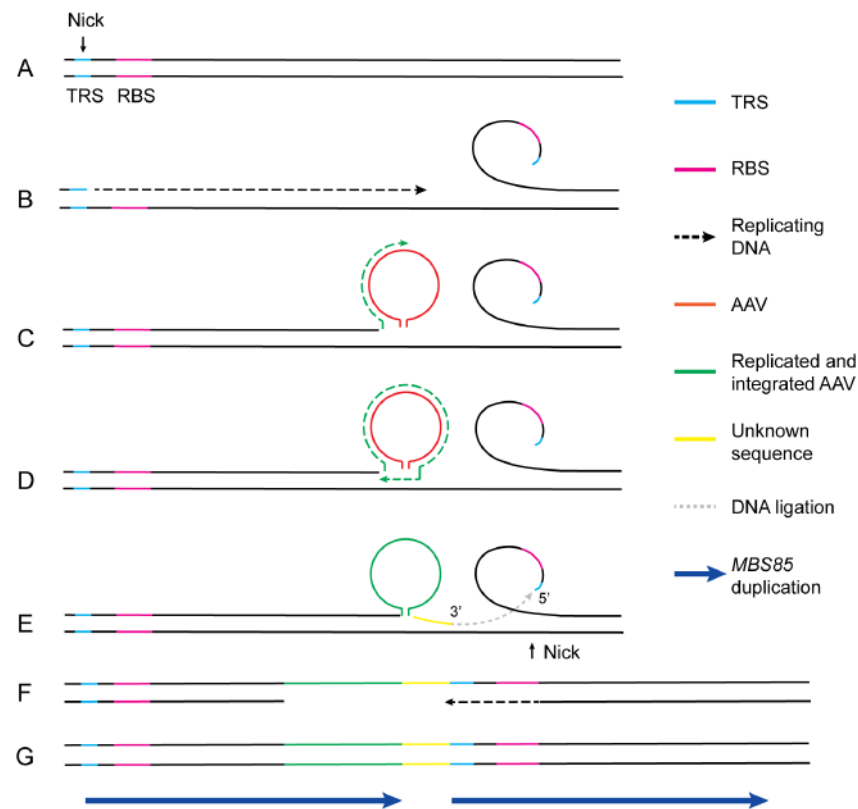 Nick
A
TRS RBS
B
C
D
E
3'
5'
Nick
F
G
TRS
RBS
Replicating
DNA
AAV
Replicated and
integrated AAV
Unknown
sequence
DNA ligation
MBS85
duplication